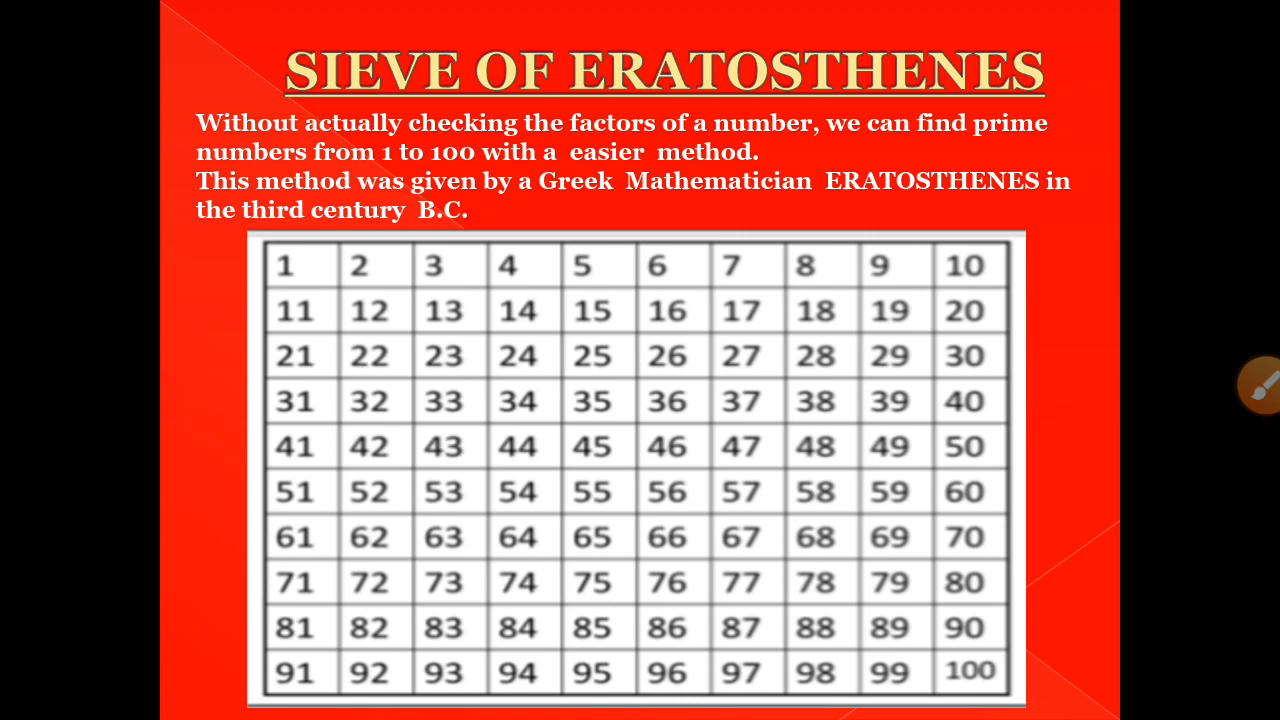 SIEVE OF ERATOSTHENES
Without actually checking the factors of a number, we can find prime
numbers from 1 to 100 with a easier method.
This method was given by a Greek Mathematician ERATOSTHENES in
the third century B.C.
1 2 3 4 5 6 7 8 9 10
11 12 13 14 15 16 17 18 19 20
21 22 23 24 25 26 27 28 29 30
31 32 33 34 35 36 37 38 39 40
41 42 43 44 45 46 47 48 49 50
51 52 53 54 55 56 57 58 59 60
61 62 63 64 65 66 67 68 69 70
71 72 73 74 75 76 77 78 79 80
81 82 83 84 85 86 87 88 89 90
91 92 93 94 95 96 97 98 99 100